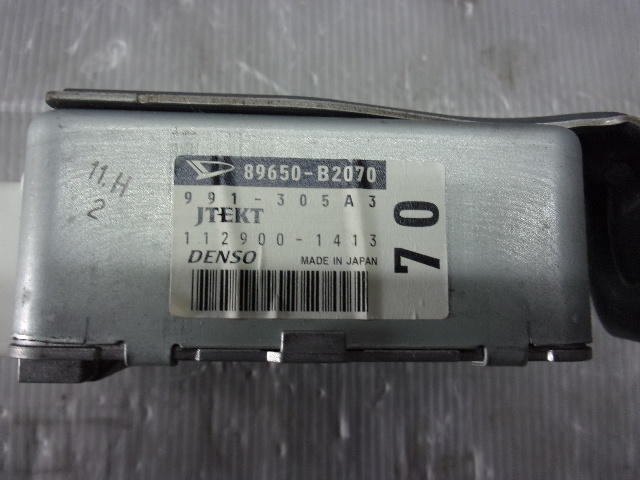 11.H
2
89650-B2070
991-305A3
JTEKT
112900-1413
DENSO MADE IN JAPAN
70